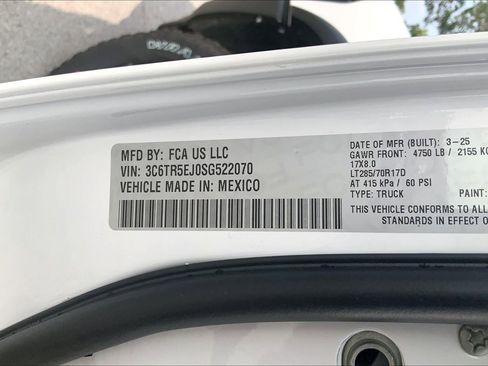 MFD BY: FCA US LLC
VIN: 3C6TR5EJ0SG522070
VEHICLE MADE IN: MEXICO
DATE OF MFR (BUILT): 3-25
GAWR FRONT: 4750 LB / 2155
17X8.0
LT285/70R17D
AT 415 kPa / 60 PSI
TYPE: TRUCK PAINT:
THIS VEHICLE CONFORMS TO ALL
STANDARDS IN EFFECT